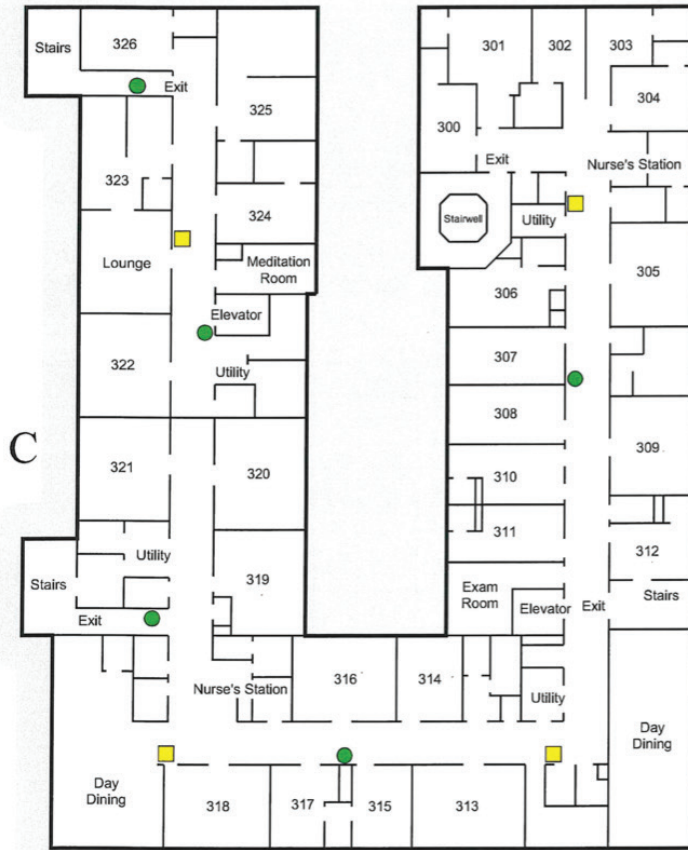 326
Stairs
Exit
325
323
324
Lounge
Meditation
Room
Elevator
322
Utility
C
321
320
Utility
Stairs
319
Exit
Nurse's Station
316
314
Day
Dining
318
317
315
313
301
302
303
304
300
Exit
Nurse's Station
Stairwell
Utility
305
306
307
308
309
310
311
312
Exam
Room
Elevator
Exit
Stairs
Utility
Day
Dining